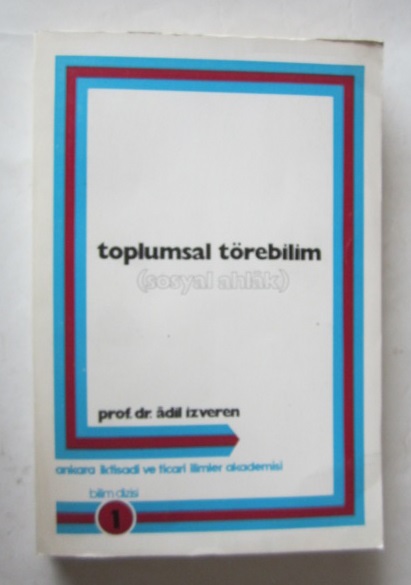 toplumsal törebilim
(sosyal ahlâk)
prof. dr. âdil izveren
ankara iktisadi ve ticari ilimler akademisi
bilim dizisi
1